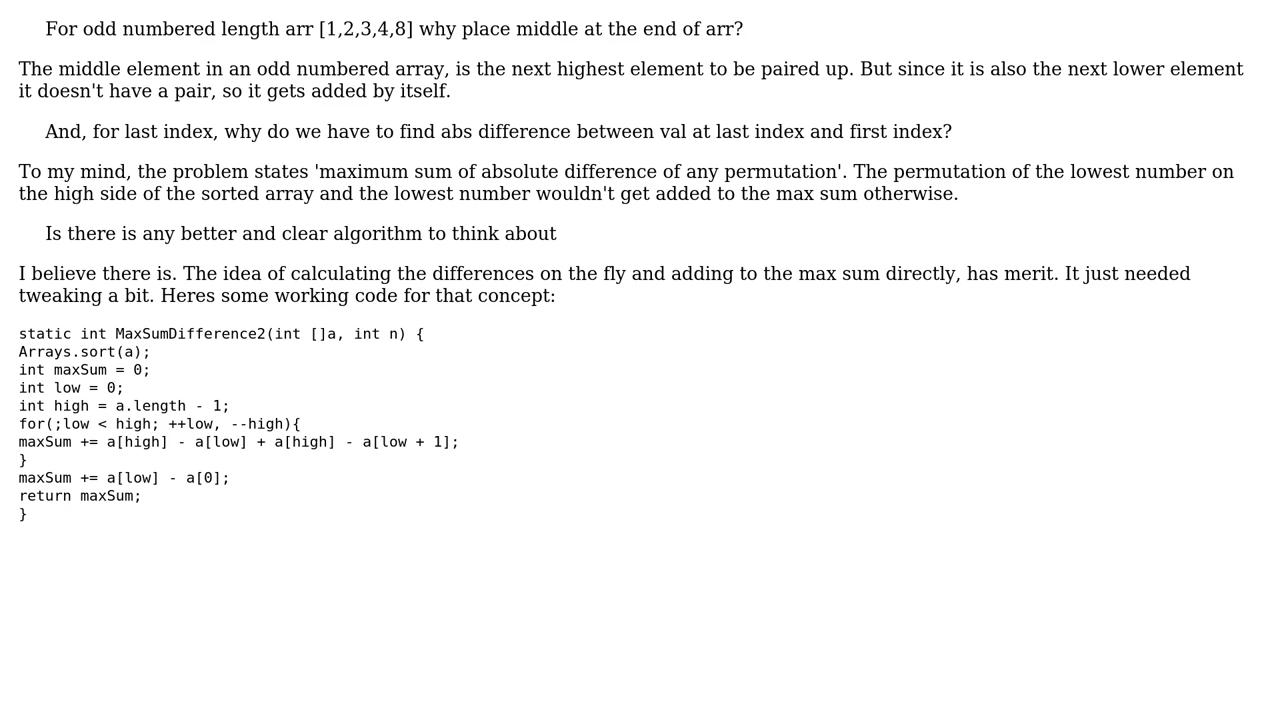 For odd numbered length arr [1,2,3,4,8] why place middle at the end of arr?
The middle element in an odd numbered array, is the next highest element to be paired up. But since it is also the next lower element
it doesn't have a pair, so it gets added by itself.
And, for last index, why do we have to find abs difference between val at last index and first index?
To my mind, the problem states 'maximum sum of absolute difference of any permutation'. The permutation of the lowest number on
the high side of the sorted array and the lowest number wouldn't get added to the max sum otherwise.
Is there is any better and clear algorithm to think about
I believe there is. The idea of calculating the differences on the fly and adding to the max sum directly, has merit. It just needed
tweaking a bit. Heres some working code for that concept:
static int MaxSumDifference2(int []a, int n) {
Arrays.sort(a);
int maxSum = 0;
int low = 0;
int high = a.length - 1;
for(;low < high; ++low, --high){
maxSum += a[high] - a[low] + a[high] - a[low + 1];
}
maxSum += a[low] - a[0];
return maxSum;
}